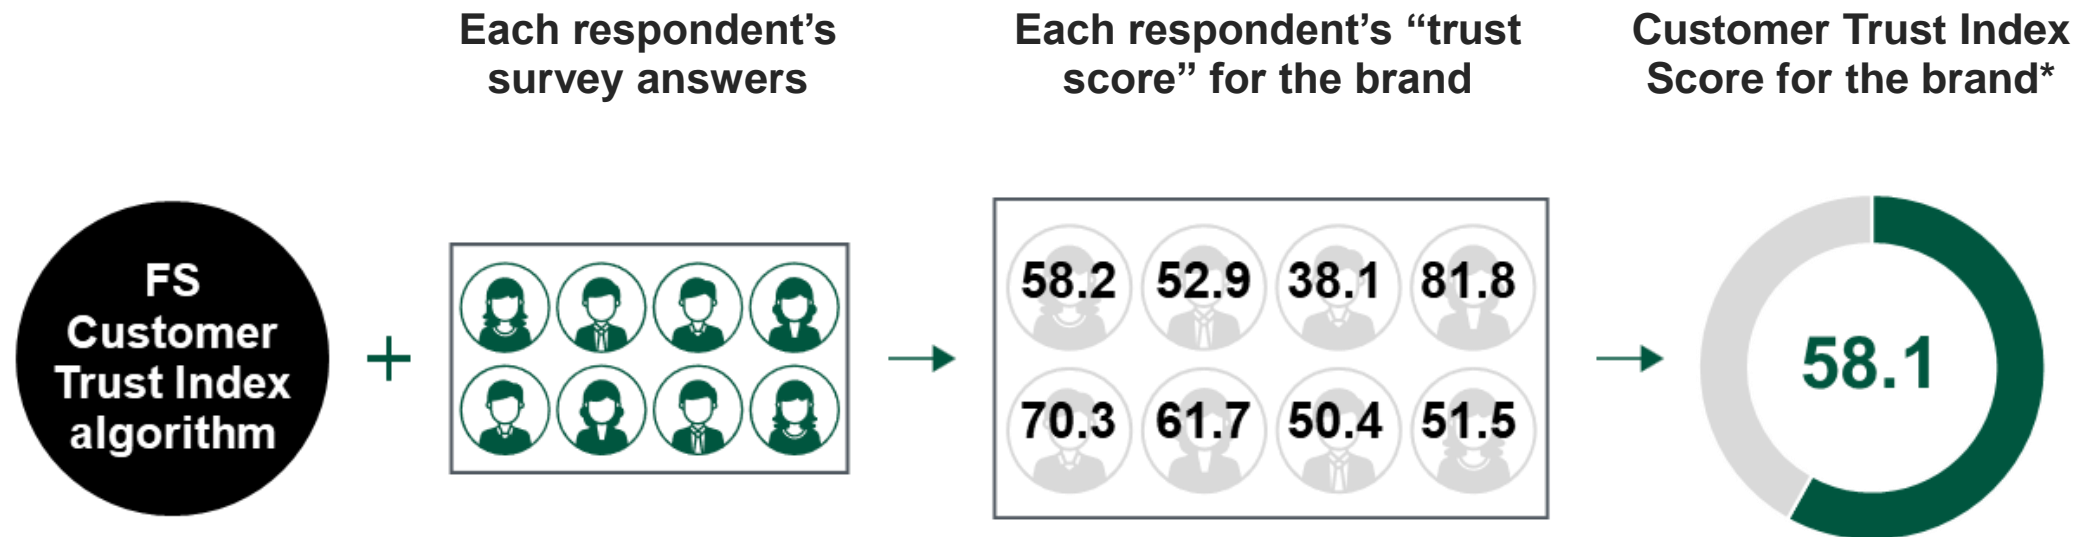 Each respondent’s
survey answers
Each respondent’s “trust
score” for the brand
Customer Trust Index
Score for the brand*
FS
Customer
Trust Index
algorithm
+
58.2 52.9 38.1 81.8
70.3 61.7 50.4 51.5
58.1